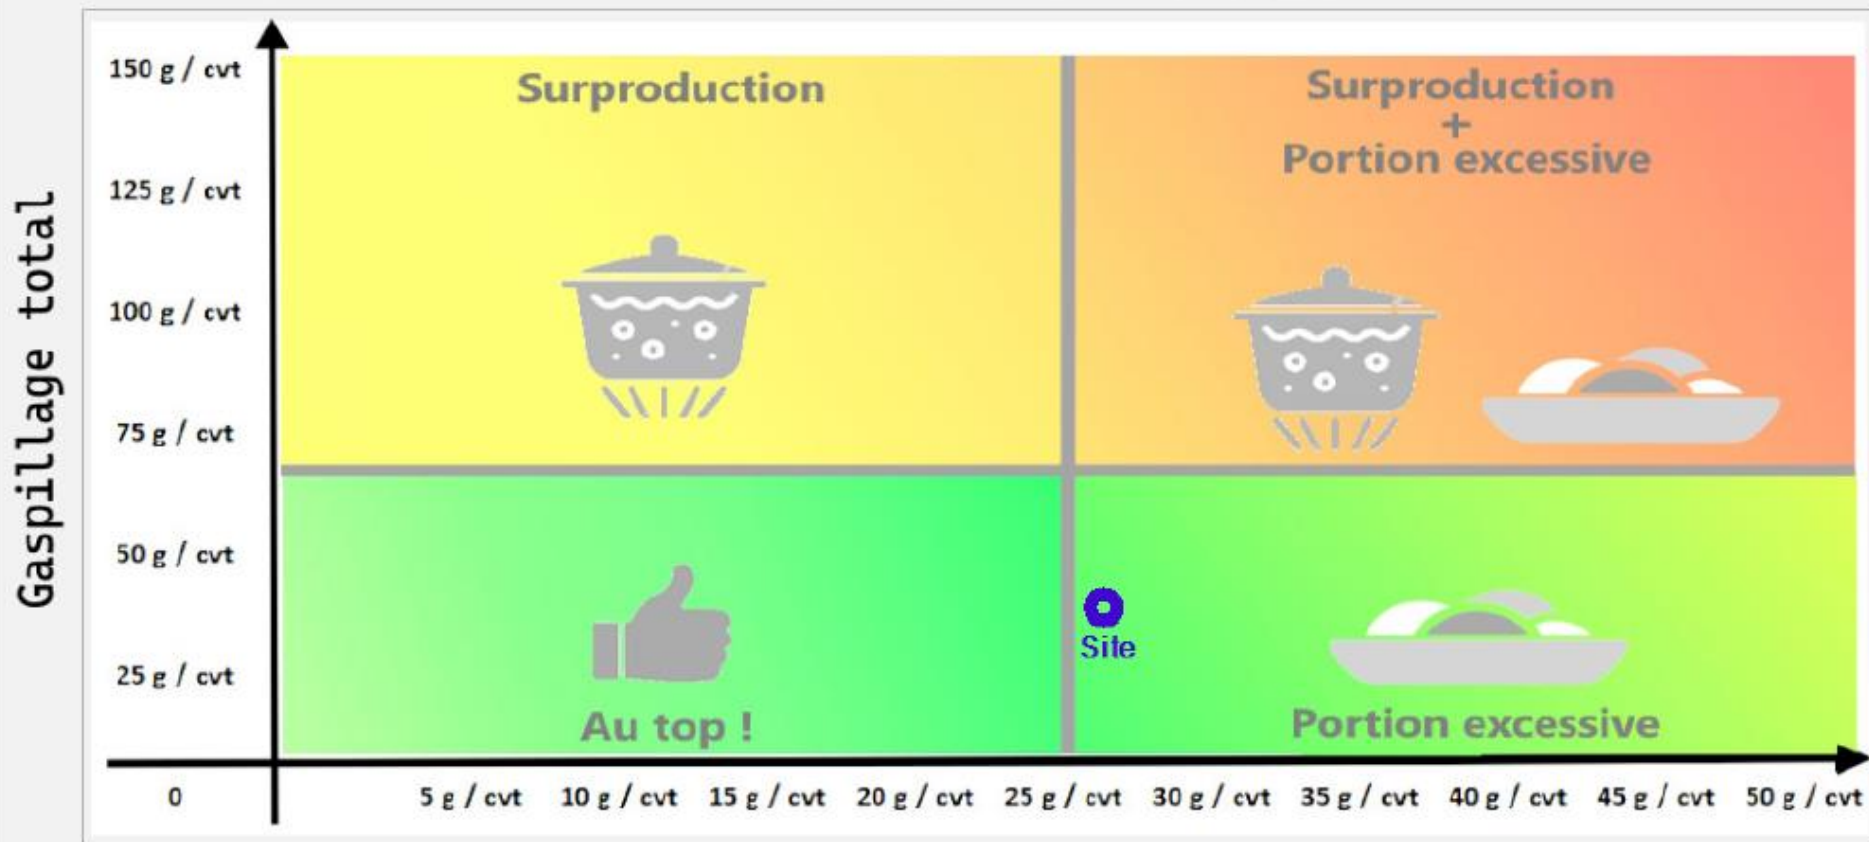 Gaspillage total
150 g / cvt
125 g / cvt
100 g / cvt
75 g / cvt
50 g / cvt
25 g / cvt
Surproduction
Surproduction
+
Portion excessive
Au top !
Site
Portion excessive
0 5 g / cvt 10 g / cvt 15 g / cvt 20 g / cvt 25 g / cvt 30 g / cvt 35 g / cvt 40 g / cvt 45 g / cvt 50 g / cvt